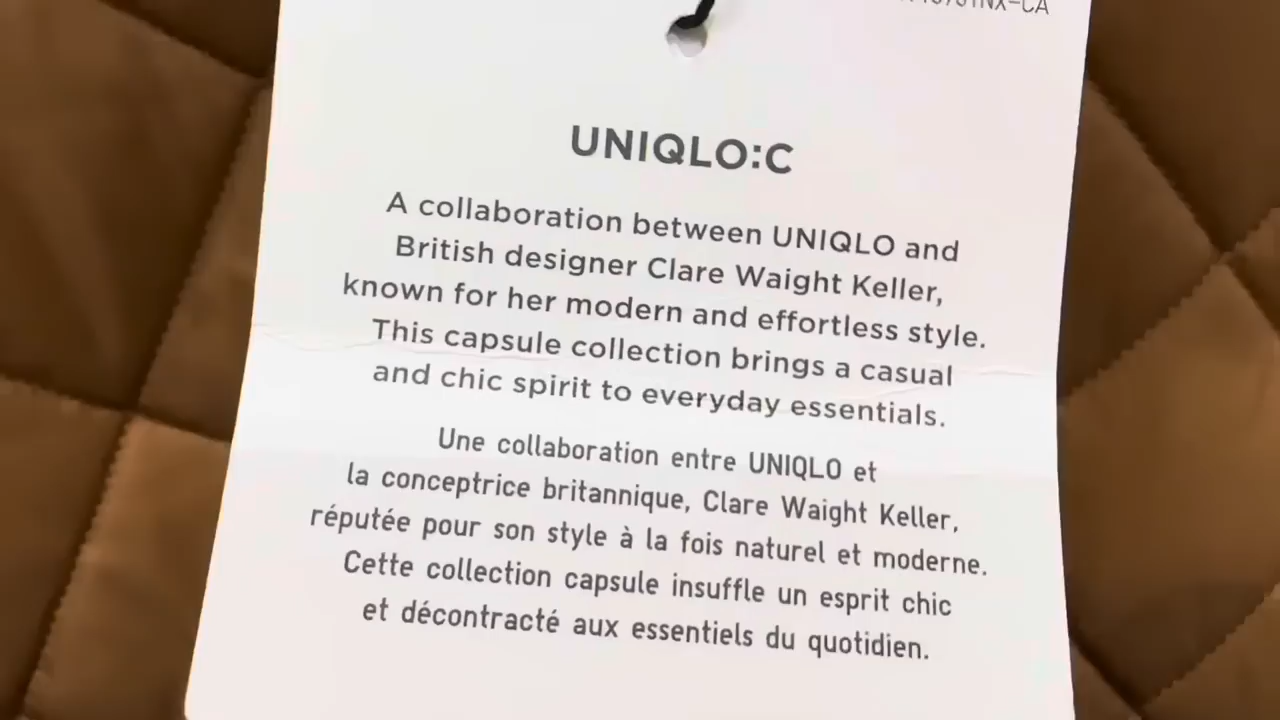 UNIQLO:C
A collaboration between UNIQLO and
British designer Clare Waight Keller,
known for her modern and effortless style.
This capsule collection brings a casual
and chic spirit to everyday essentials.
Une collaboration entre UNIQLO et
la conceptrice britannique, Clare Waight Keller,
réputée pour son style à la fois naturel et moderne.
Cette collection capsule insuffle un esprit chic
et décontracté aux essentiels du quotidien.